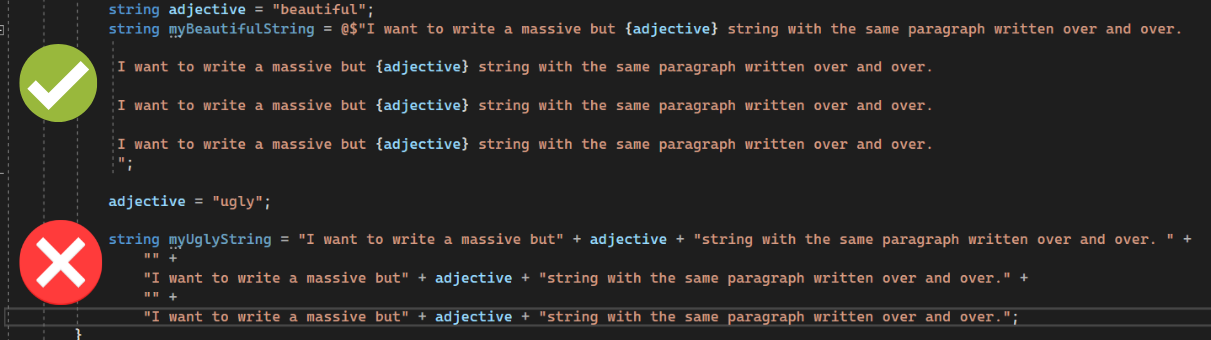 string adjective = "beautiful";
string myBeautifulString = @$"I want to write a massive but {adjective} string with the same paragraph written over and over.
I want to write a massive but {adjective} string with the same paragraph written over and over.
I want to write a massive but {adjective} string with the same paragraph written over and over.
I want to write a massive but {adjective} string with the same paragraph written over and over.
";
adjective = "ugly";
string myUglyString = "I want to write a massive but" + adjective + "string with the same paragraph written over and over. " +
"" +
"I want to write a massive but" + adjective + "string with the same paragraph written over and over." +
"" +
"I want to write a massive but" + adjective + "string with the same paragraph written over and over.";
}